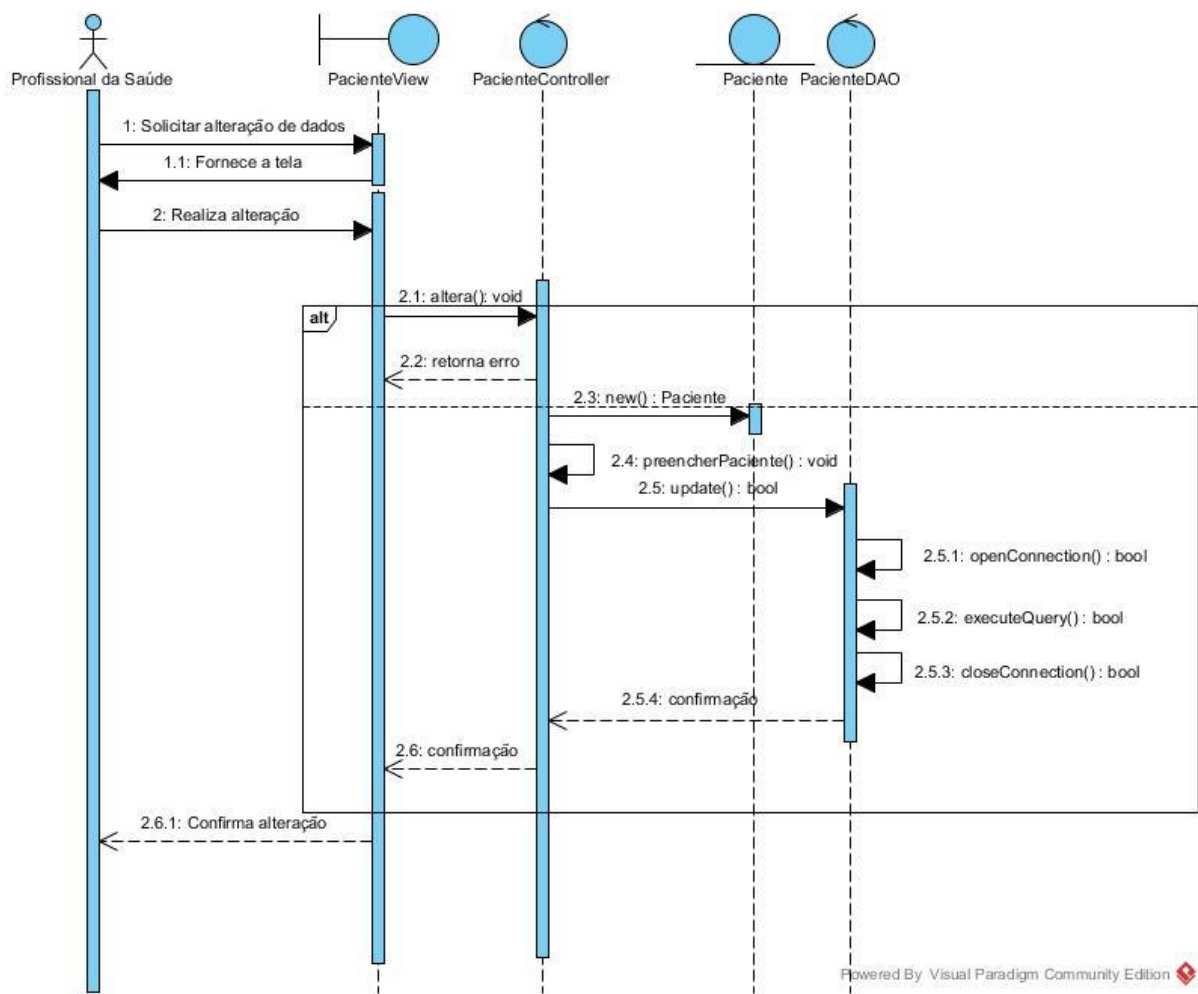 Profissional da Saúde
PacienteView
PacienteController
Paciente
PacienteDAO
1: Solicitar alteração de dados
1.1: Fornece a tela
2: Realiza alteração
2.1: altera(): void
alt
2.2: retorna erro
2.3: new() : Paciente
2.4: preencherPaciente() : void
2.5: update() : bool
2.5.1: openConnection() : bool
2.5.2: executeQuery() : bool
2.5.3: closeConnection() : bool
2.5.4: confirmação
2.6: confirmação
2.6.1: Confirma alteração
Powered By Visual Paradigm Community Edition